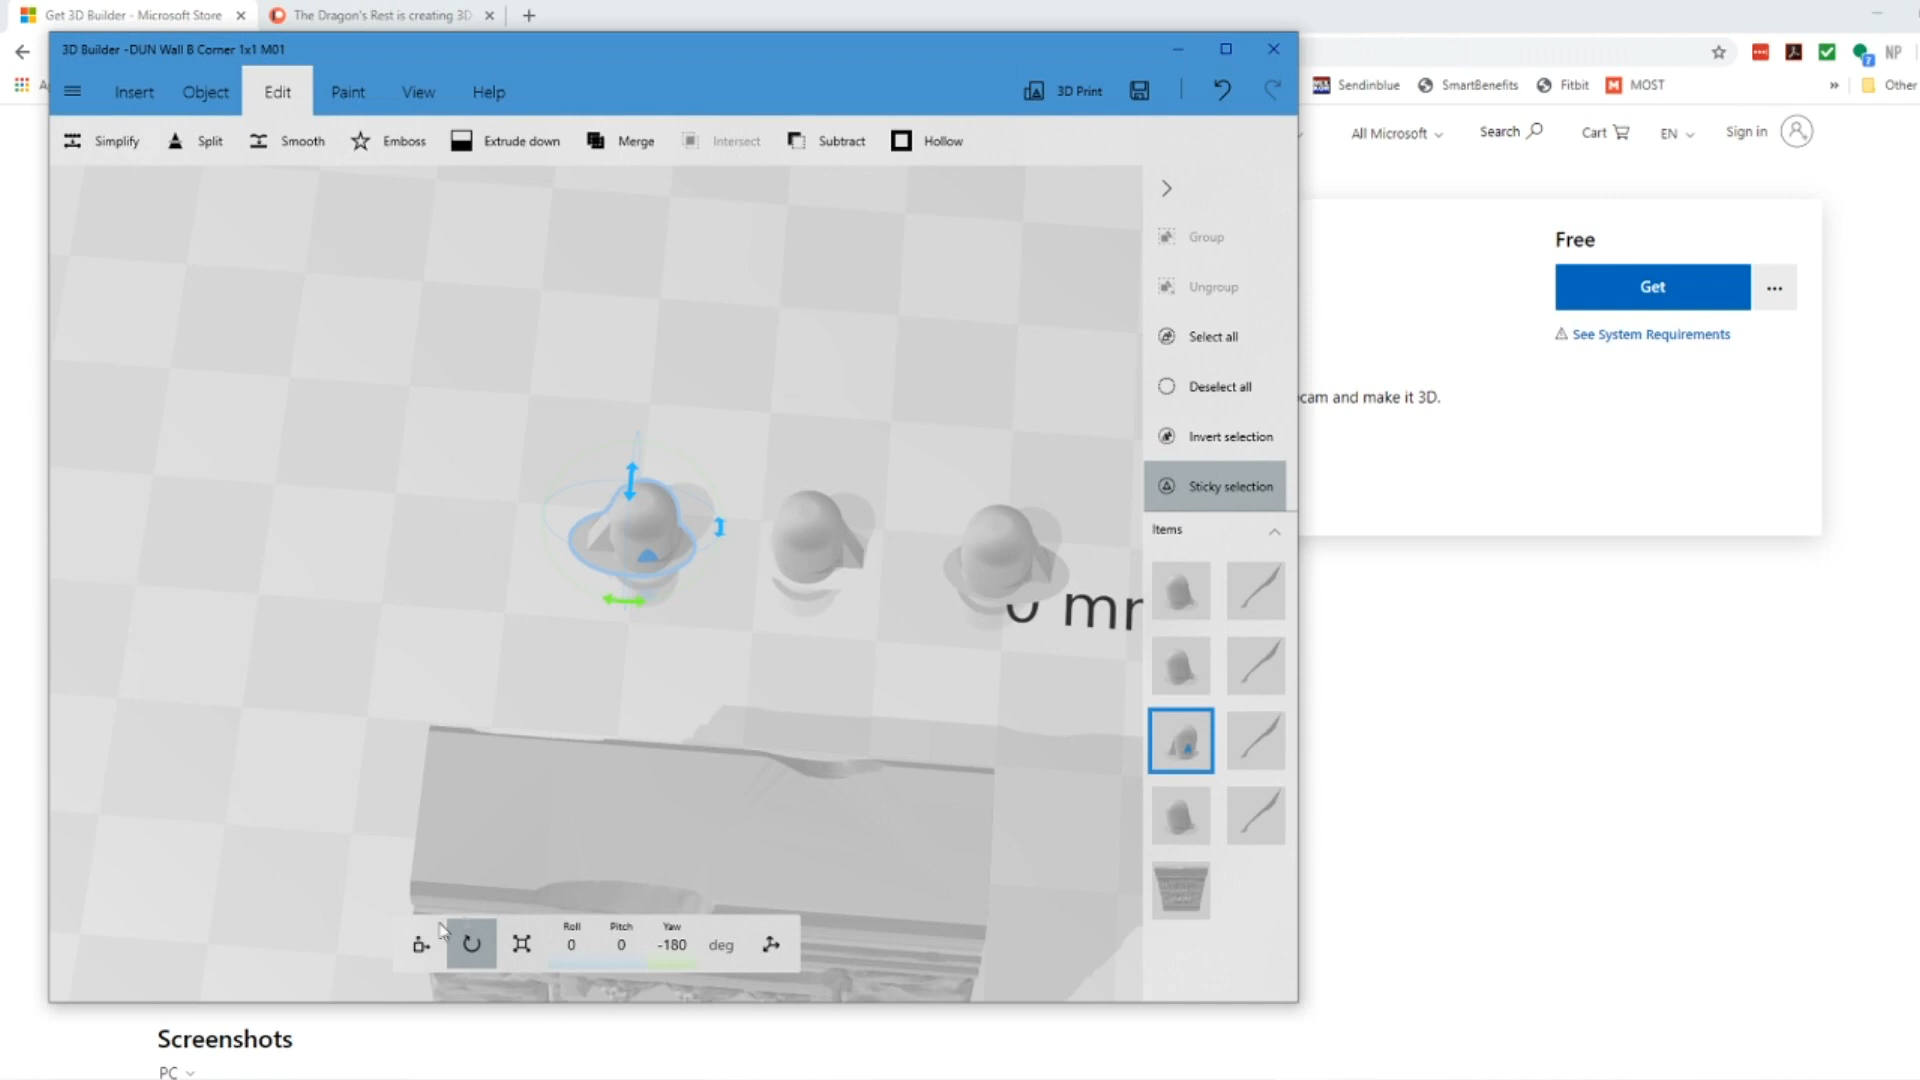 Get 3D Builder - Microsoft Store
The Dragon's Rest is creating 3D
3D Builder -DUN Wall B Corner 1x1 M01
NP
Insert
Object
Edit
Paint
View
Help
3D Print
Sendinblue
SmartBenefits
Fitbit
MOST
»
Other
Simplify
Split
Smooth
Emboss
Extrude down
Merge
Intersect
Subtract
Hollow
All Microsoft
Search
Cart
EN
Sign in
Group
Ungroup
Select all
Deselect all
Invert selection
Sticky selection
Items
Free
Get
...
See System Requirements
cam and make it 3D.
0 mm
Roll
Pitch
Yaw
0
0
-180
deg
Screenshots
PC